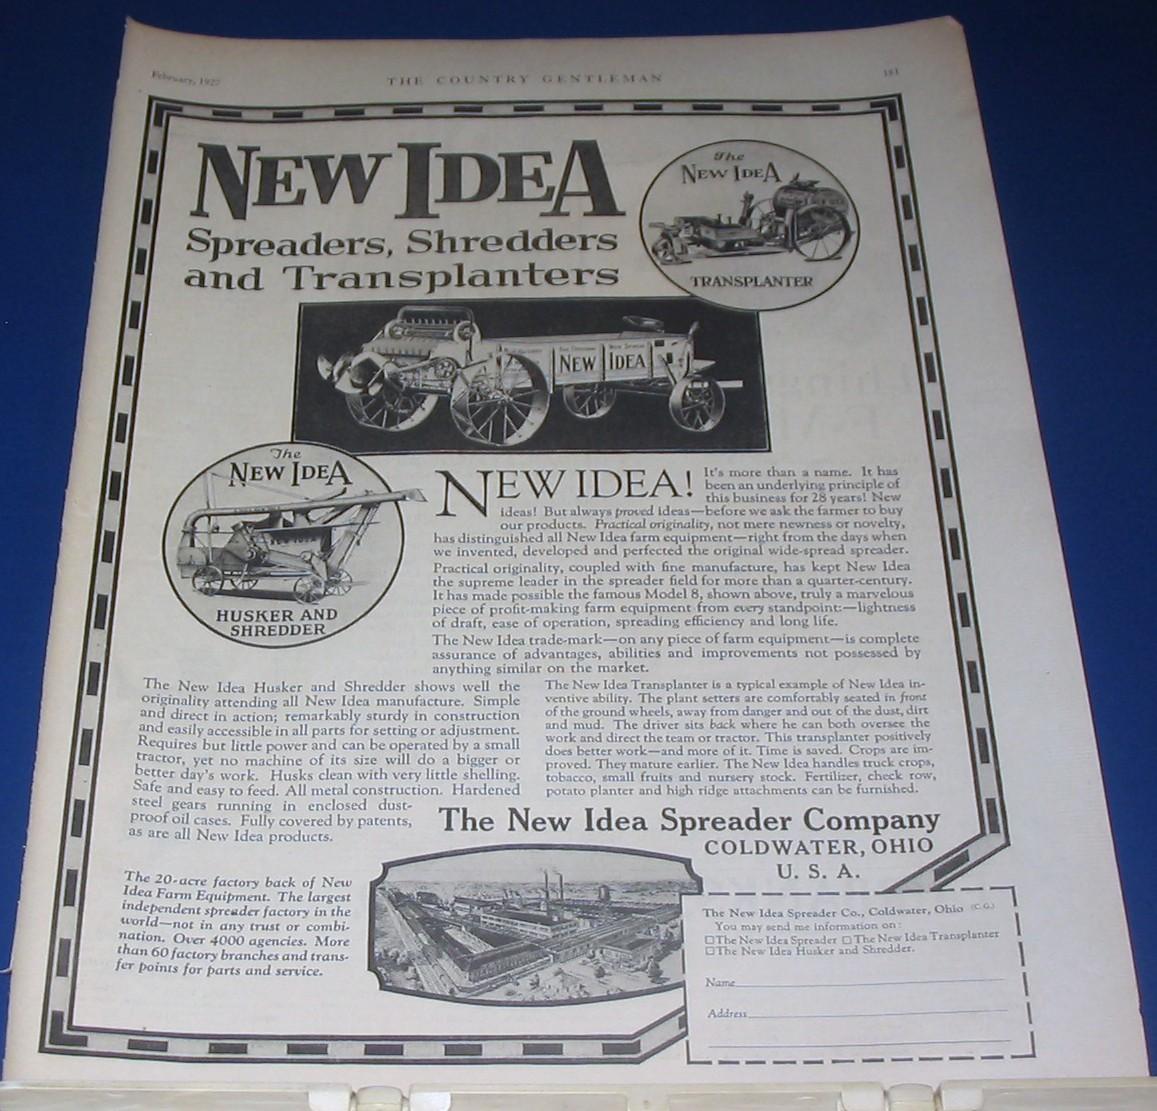 February, 1927
THE COUNTRY GENTLEMAN
181
NEW IDEA
Spreaders, Shredders
and Transplanters
The
NEW IDEA
TRANSPLANTER
NEW IDEA
The
NEW IDEA
HUSKER AND
SHREDDER
NEW IDEA! It's more than a name. It has
been an underlying principle of
this business for 28 years! New
ideas! But always proved ideas—before we ask the farmer to buy
our products. Practical originality, not mere newness or novelty,
has distinguished all New Idea farm equipment—right from the days when
we invented, developed and perfected the original wide-spread spreader.
Practical originality, coupled with fine manufacture, has kept New Idea
the supreme leader in the spreader field for more than a quarter-century.
It has made possible the famous Model 8, shown above, truly a marvelous
piece of profit-making farm equipment from every standpoint:—lightness
of draft, ease of operation, spreading efficiency and long life.
The New Idea trade-mark—on any piece of farm equipment—is complete
assurance of advantages, abilities and improvements not possessed by
anything similar on the market.
The New Idea Husker and Shredder shows well the
originality attending all New Idea manufacture. Simple
and direct in action; remarkably sturdy in construction
and easily accessible in all parts for setting or adjustment.
Requires but little power and can be operated by a small
tractor, yet no machine of its size will do a bigger or
better day's work. Husks clean with very little shelling.
Safe and easy to feed. All metal construction. Hardened
steel gears running in enclosed dust-
proof oil cases. Fully covered by patents,
as are all New Idea products.
The New Idea Transplanter is a typical example of New Idea in-
ventive ability. The plant setters are comfortably seated in front
of the ground wheels, away from danger and out of the dust, dirt
and mud. The driver sits back where he can both oversee the
work and direct the team or tractor. This transplanter positively
does better work—and more of it. Time is saved. Crops are im-
proved. They mature earlier. The New Idea handles truck crops,
tobacco, small fruits and nursery stock. Fertilizer, check row,
potato planter and high ridge attachments can be furnished.
The New Idea Spreader Company
COLDWATER, OHIO
U. S. A.
The 20-acre factory back of New
Idea Farm Equipment. The largest
independent spreader factory in the
world—not in any trust or combi-
nation. Over 4000 agencies. More
than 60 factory branches and trans-
fer points for parts and service.
The New Idea Spreader Co., Coldwater, Ohio (C.G.)
You may send me information on:
☐The New Idea Spreader ☐The New Idea Transplanter
☐The New Idea Husker and Shredder.
Name
Address